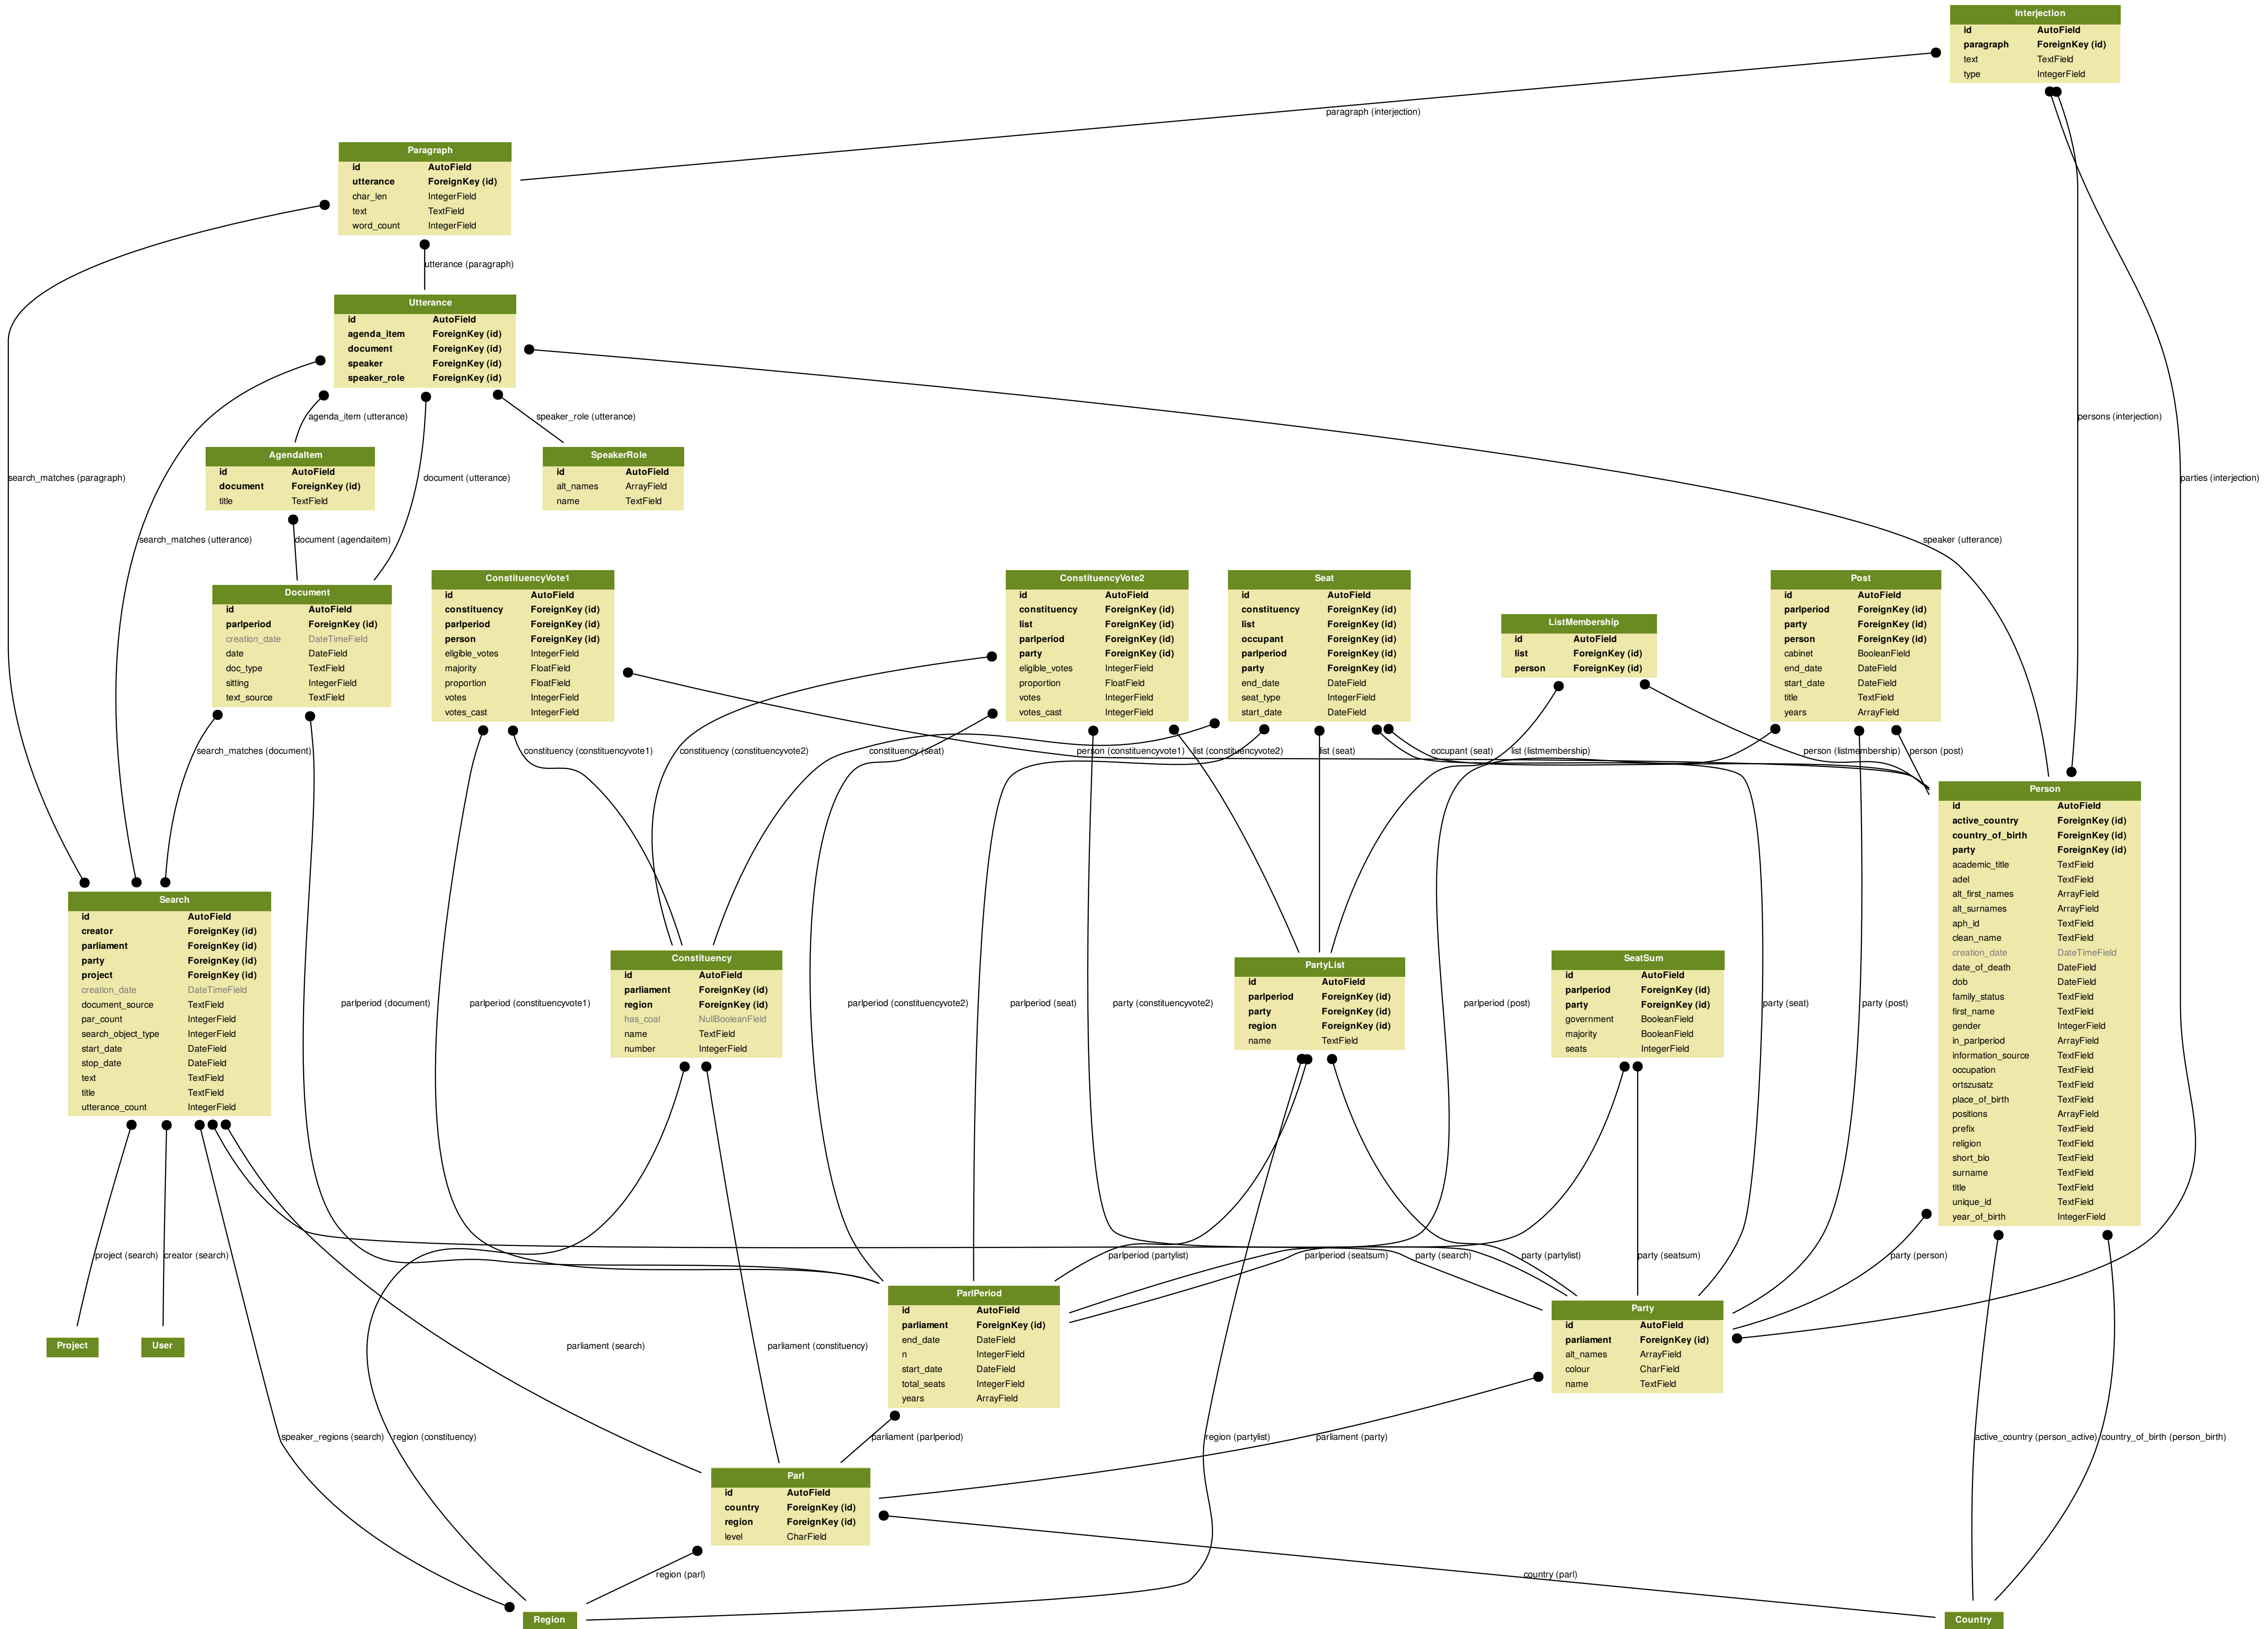 Interjection
id AutoField
paragraph ForeignKey (id)
text TextField
type IntegerField
paragraph (interjection)
Paragraph
id AutoField
utterance ForeignKey (id)
char_len IntegerField
text TextField
word_count IntegerField
utterance (paragraph)
Utterance
id AutoField
agenda_item ForeignKey (id)
document ForeignKey (id)
speaker ForeignKey (id)
speaker_role ForeignKey (id)
agenda_item (utterance)
speaker_role (utterance)
persons (interjection)
AgendaItem
id AutoField
document ForeignKey (id)
title TextField
SpeakerRole
id AutoField
alt_names ArrayField
name TextField
search_matches (paragraph)
document (utterance)
parties (interjection)
search_matches (utterance)
document (agendaitem)
speaker (utterance)
Document
id AutoField
parlperiod ForeignKey (id)
creation_date DateTimeField
date DateField
doc_type TextField
sitting IntegerField
text_source TextField
ConstituencyVote1
id AutoField
constituency ForeignKey (id)
parlperiod ForeignKey (id)
person ForeignKey (id)
eligible_votes IntegerField
majority FloatField
proportion FloatField
votes IntegerField
votes_cast IntegerField
ConstituencyVote2
id AutoField
constituency ForeignKey (id)
list ForeignKey (id)
parlperiod ForeignKey (id)
party ForeignKey (id)
eligible_votes IntegerField
proportion FloatField
votes IntegerField
votes_cast IntegerField
Seat
id AutoField
constituency ForeignKey (id)
list ForeignKey (id)
occupant ForeignKey (id)
parlperiod ForeignKey (id)
party ForeignKey (id)
end_date DateField
seat_type IntegerField
start_date DateField
ListMembership
id AutoField
list ForeignKey (id)
person ForeignKey (id)
Post
id AutoField
parlperiod ForeignKey (id)
party ForeignKey (id)
person ForeignKey (id)
cabinet BooleanField
end_date DateField
start_date DateField
title TextField
years ArrayField
search_matches (document)
constituency (constituencyvote1)
constituency (constituencyvote2)
constituency (seat)
person (constituencyvote1)
list (constituencyvote2)
list (seat)
occupant (seat)
list (listmembership)
person (listmembership)
person (post)
Person
id AutoField
active_country ForeignKey (id)
country_of_birth ForeignKey (id)
party ForeignKey (id)
academic_title TextField
adel TextField
alt_first_names ArrayField
alt_surnames ArrayField
aph_id TextField
clean_name TextField
creation_date DateTimeField
date_of_death DateField
dob DateField
family_status TextField
first_name TextField
gender IntegerField
in_parlperiod ArrayField
information_source TextField
occupation TextField
ortszusatz TextField
place_of_birth TextField
positions ArrayField
prefix TextField
religion TextField
short_bio TextField
surname TextField
title TextField
unique_id TextField
year_of_birth IntegerField
Search
id AutoField
creator ForeignKey (id)
parliament ForeignKey (id)
party ForeignKey (id)
project ForeignKey (id)
creation_date DateTimeField
document_source TextField
par_count IntegerField
search_object_type IntegerField
start_date DateField
stop_date DateField
text TextField
title TextField
utterance_count IntegerField
Constituency
id AutoField
parliament ForeignKey (id)
region ForeignKey (id)
has_coal NullBooleanField
name TextField
number IntegerField
PartyList
id AutoField
parlperiod ForeignKey (id)
party ForeignKey (id)
region ForeignKey (id)
name TextField
SeatSum
id AutoField
parlperiod ForeignKey (id)
party ForeignKey (id)
government BooleanField
majority BooleanField
seats IntegerField
parlperiod (document)
parlperiod (constituencyvote1)
parlperiod (constituencyvote2)
parlperiod (seat)
party (constituencyvote2)
parlperiod (post)
party (seat)
party (post)
project (search)
creator (search)
parlperiod (partylist)
parlperiod (seatsum)
party (search)
party (partylist)
party (seatsum)
party (person)
ParlPeriod
id AutoField
parliament ForeignKey (id)
end_date DateField
n IntegerField
start_date DateField
total_seats IntegerField
years ArrayField
Party
id AutoField
parliament ForeignKey (id)
alt_names ArrayField
colour CharField
name TextField
Project
User
parliament (search)
parliament (constituency)
speaker_regions (search)
region (constituency)
parliament (parlperiod)
region (partylist)
parliament (party)
active_country (person_active)
country_of_birth (person_birth)
Parl
id AutoField
country ForeignKey (id)
region ForeignKey (id)
level CharField
region (parl)
country (parl)
Region
Country